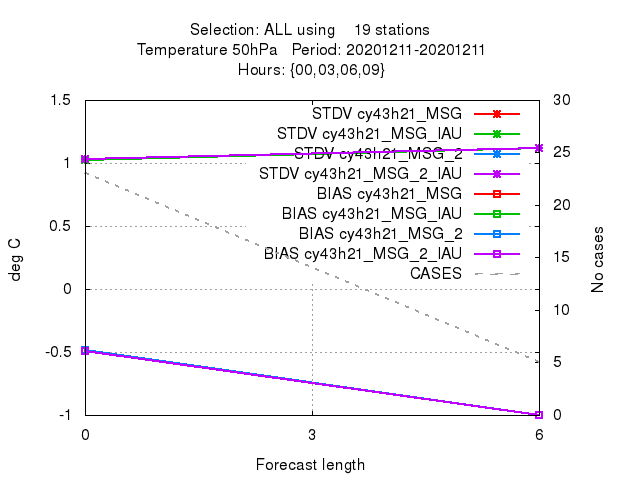 Selection: ALL using 19 stations
Temperature 50hPa Period: 20201211-20201211
Hours: {00,03,06,09}
1.5
1
0.5
0
-0.5
-1
deg C
STDV cy43h21_MSG
STDV cy43h21_MSG_IAU
STDV cy43h21_MSG_2
STDV cy43h21_MSG_2_IAU
BIAS cy43h21_MSG
BIAS cy43h21_MSG_IAU
BIAS cy43h21_MSG_2
BIAS cy43h21_MSG_2_IAU
CASES
30
25
20
15
10
5
0
No cases
0 3 6
Forecast length